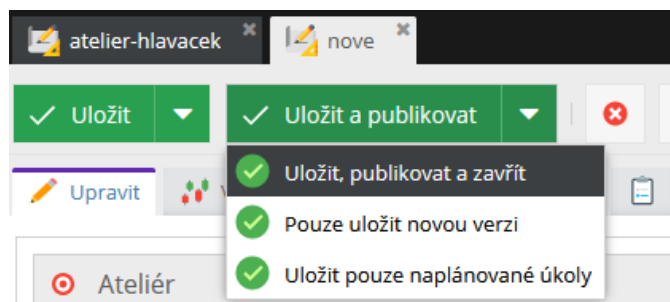 atelier-hlavacek
nove
Uložit
Uložit a publikovat
Upravit
Uložit, publikovat a zavřít
Pouze uložit novou verzi
Uložit pouze naplánované úkoly
Ateliér